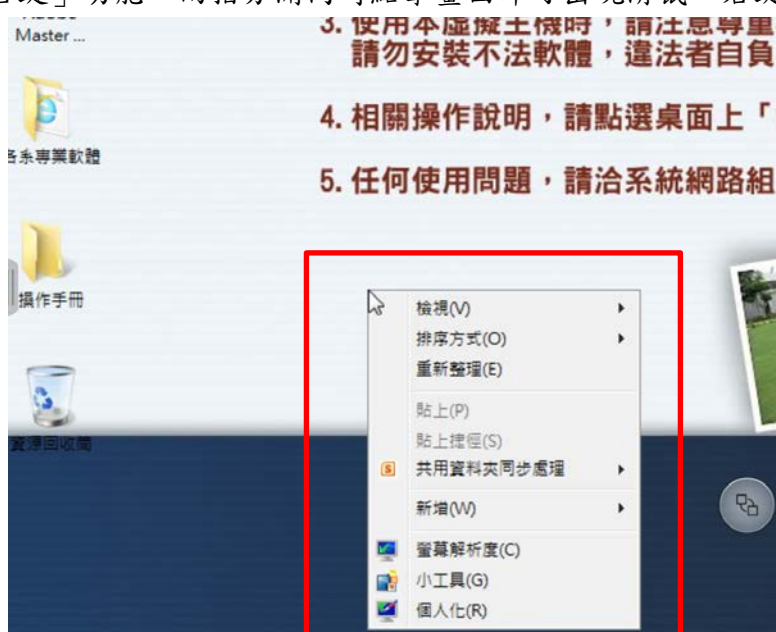 Master ...
3. 使用本虛擬主機時，請注意尊重
請勿安裝不法軟體，違法者自負
各系專業軟體
4. 相關操作說明，請點選桌面上「
5. 任何使用問題，請洽系統網路組
操作手冊
資源回收筒
檢視(V)
排序方式(O)
重新整理(E)
貼上(P)
貼上捷徑(S)
共用資料夾同步處理
新增(W)
螢幕解析度(C)
小工具(G)
個人化(R)